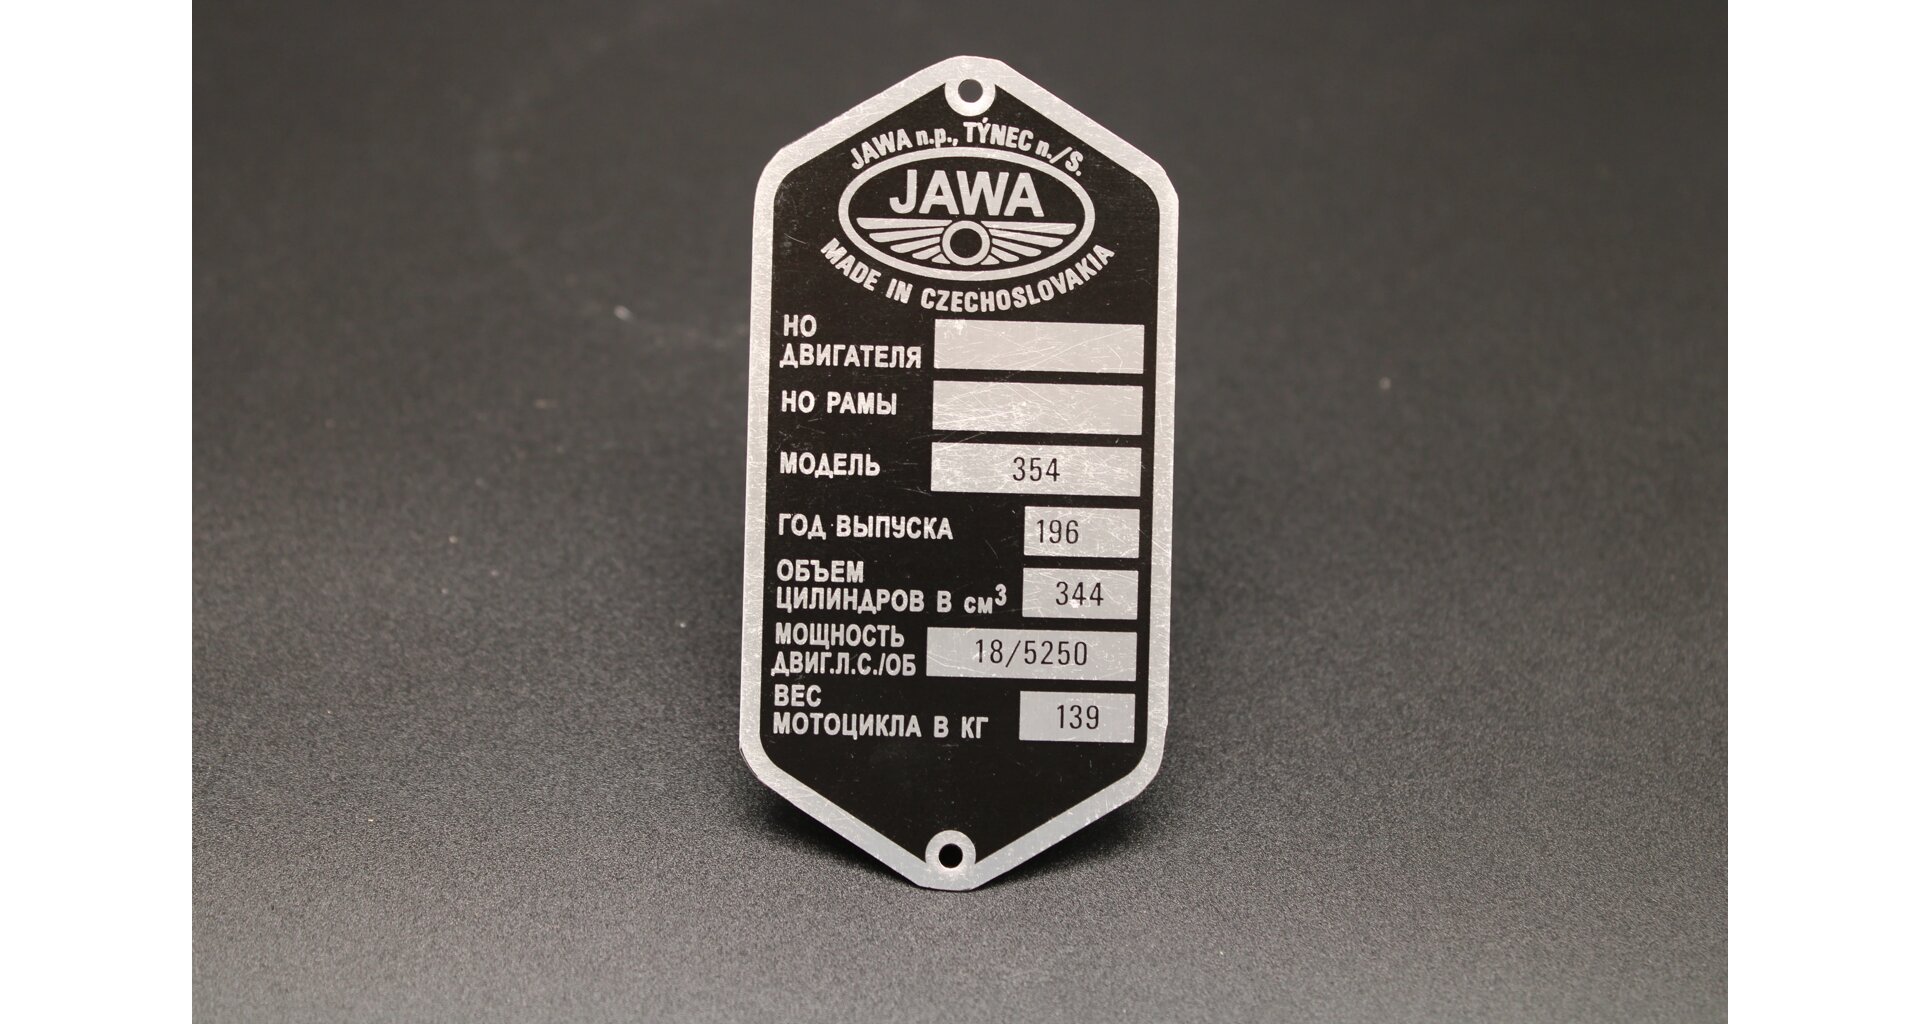 JAWA n.p., TÝNEC n./S.
JAWA
MADE IN CZECHOSLOVAKIA
НО
ДВИГАТЕЛЯ
НО РАМЫ
МОДЕЛЬ 354
ГОД ВЫПУСКА 196
ОБЪЕМ
ЦИЛИНДРОВ В см³ 344
МОЩНОСТЬ
ДВИГ.Л.С./ОБ 18/5250
ВЕС
МОТОЦИКЛА В КГ 139